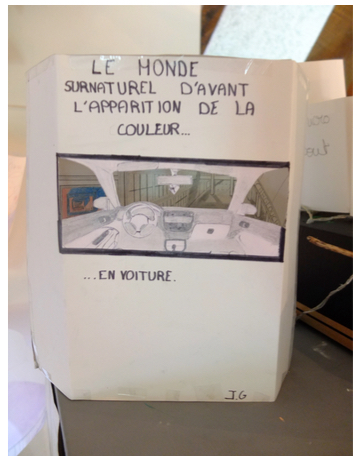 LE MONDE
SURNATUREL D'AVANT
L'APPARITION DE LA
COULEUR...
...EN VOITURE.
J.G